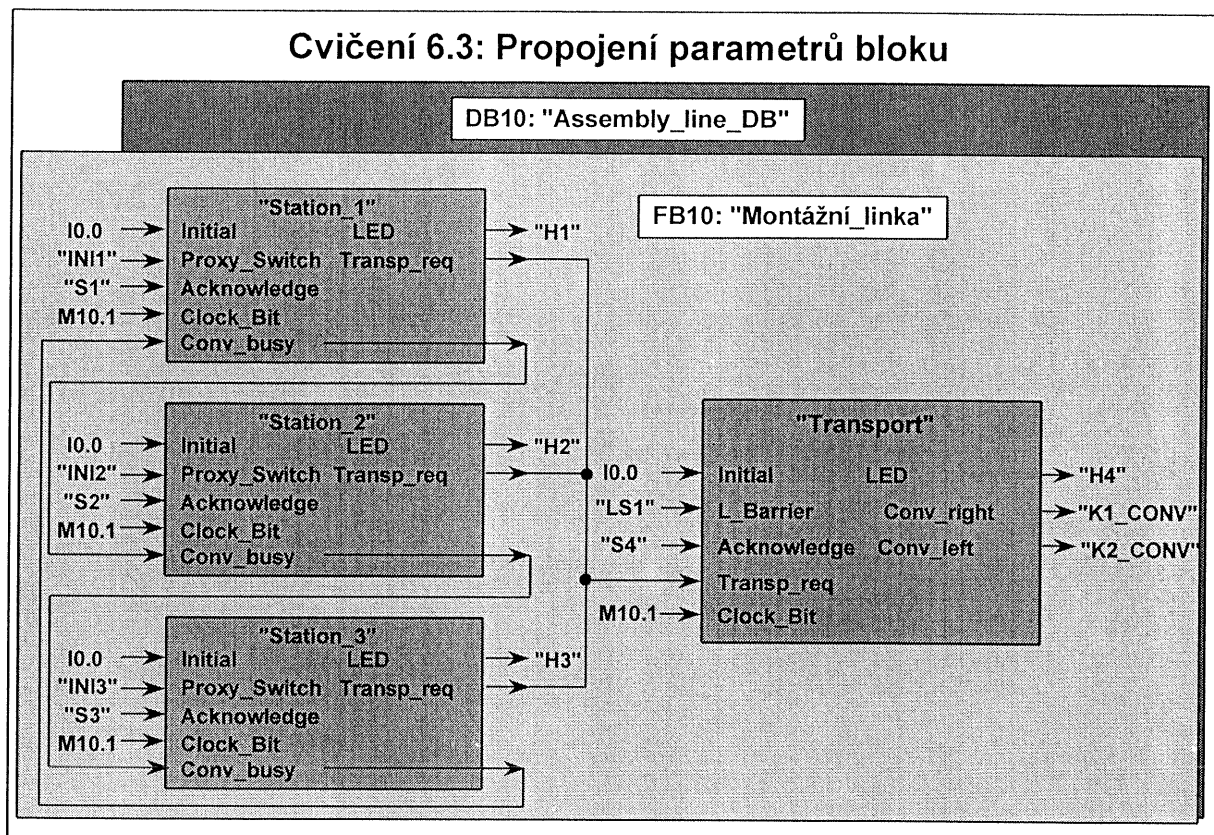 Cvičení 6.3: Propojení parametrů bloku
DB10: "Assembly_line_DB"
FB10: "Montážní_linka"
"Station_1"
I0.0 Initial LED "H1"
"INI1" Proxy_Switch Transp_req
"S1" Acknowledge
M10.1 Clock_Bit
Conv_busy
"Station_2"
I0.0 Initial LED "H2"
"INI2" Proxy_Switch Transp_req
"S2" Acknowledge
M10.1 Clock_Bit
Conv_busy
"Station_3"
I0.0 Initial LED "H3"
"INI3" Proxy_Switch Transp_req
"S3" Acknowledge
M10.1 Clock_Bit
Conv_busy
"Transport"
I0.0 Initial LED "H4"
"LS1" L_Barrier Conv_right "K1_CONV"
"S4" Acknowledge Conv_left "K2_CONV"
Transp_req
M10.1 Clock_Bit